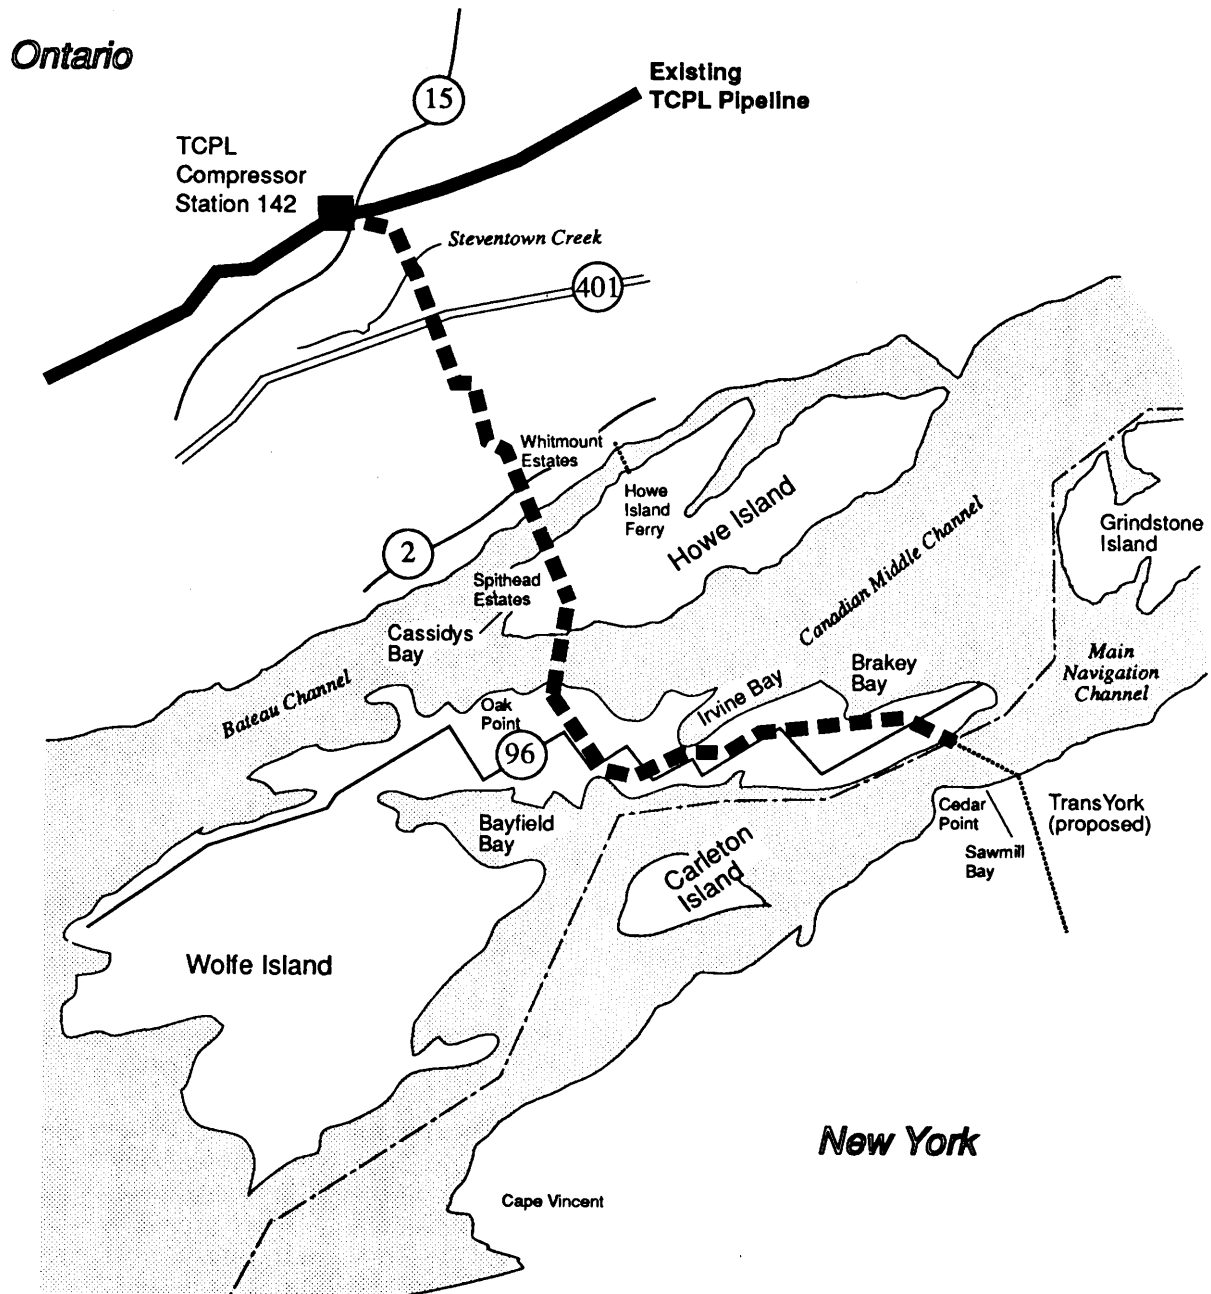 Ontario
Existing
TCPL Pipeline
15
TCPL
Compressor
Station 142
Steventown Creek
401
Whitmount
Estates
Howe
Island
Ferry
Howe Island
Grindstone
Island
2
Spithead
Estates
Canadian Middle Channel
Cassidys
Bay
Main
Navigation
Channel
Brakey
Bay
Irvine Bay
Bateau Channel
Oak
Point
96
Cedar
Point
TransYork
(proposed)
Bayfield
Bay
Sawmill
Bay
Carleton
Island
Wolfe Island
New York
Cape Vincent